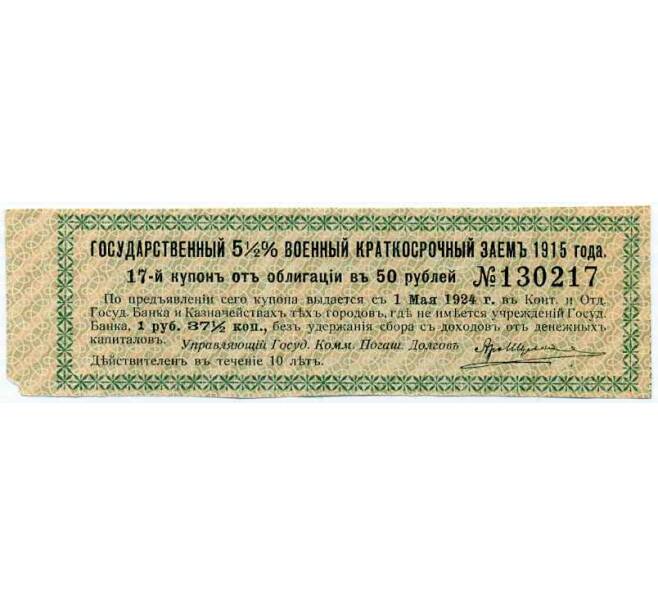 ГОСУДАРСТВЕННЫЙ 5½% ВОЕННЫЙ КРАТКОСРОЧНЫЙ ЗАЕМЪ 1915 года.
17-й купонъ отъ облигаціи въ 50 рублей №130217
По предъявленіи сего купона выдается съ 1 Мая 1924 г. въ Конт. и Отд.
Госуд. Банка и Казначействахъ тѣхъ городовъ, гдѣ не имѣется учрежденій Госуд.
Банка, 1 руб. 37½ коп., безъ удержанія сбора съ доходовъ отъ денежныхъ
капиталовъ. Управляющій Госуд. Комм. Погаш. Долговъ
Дѣйствителенъ въ теченіе 10 лѣтъ.